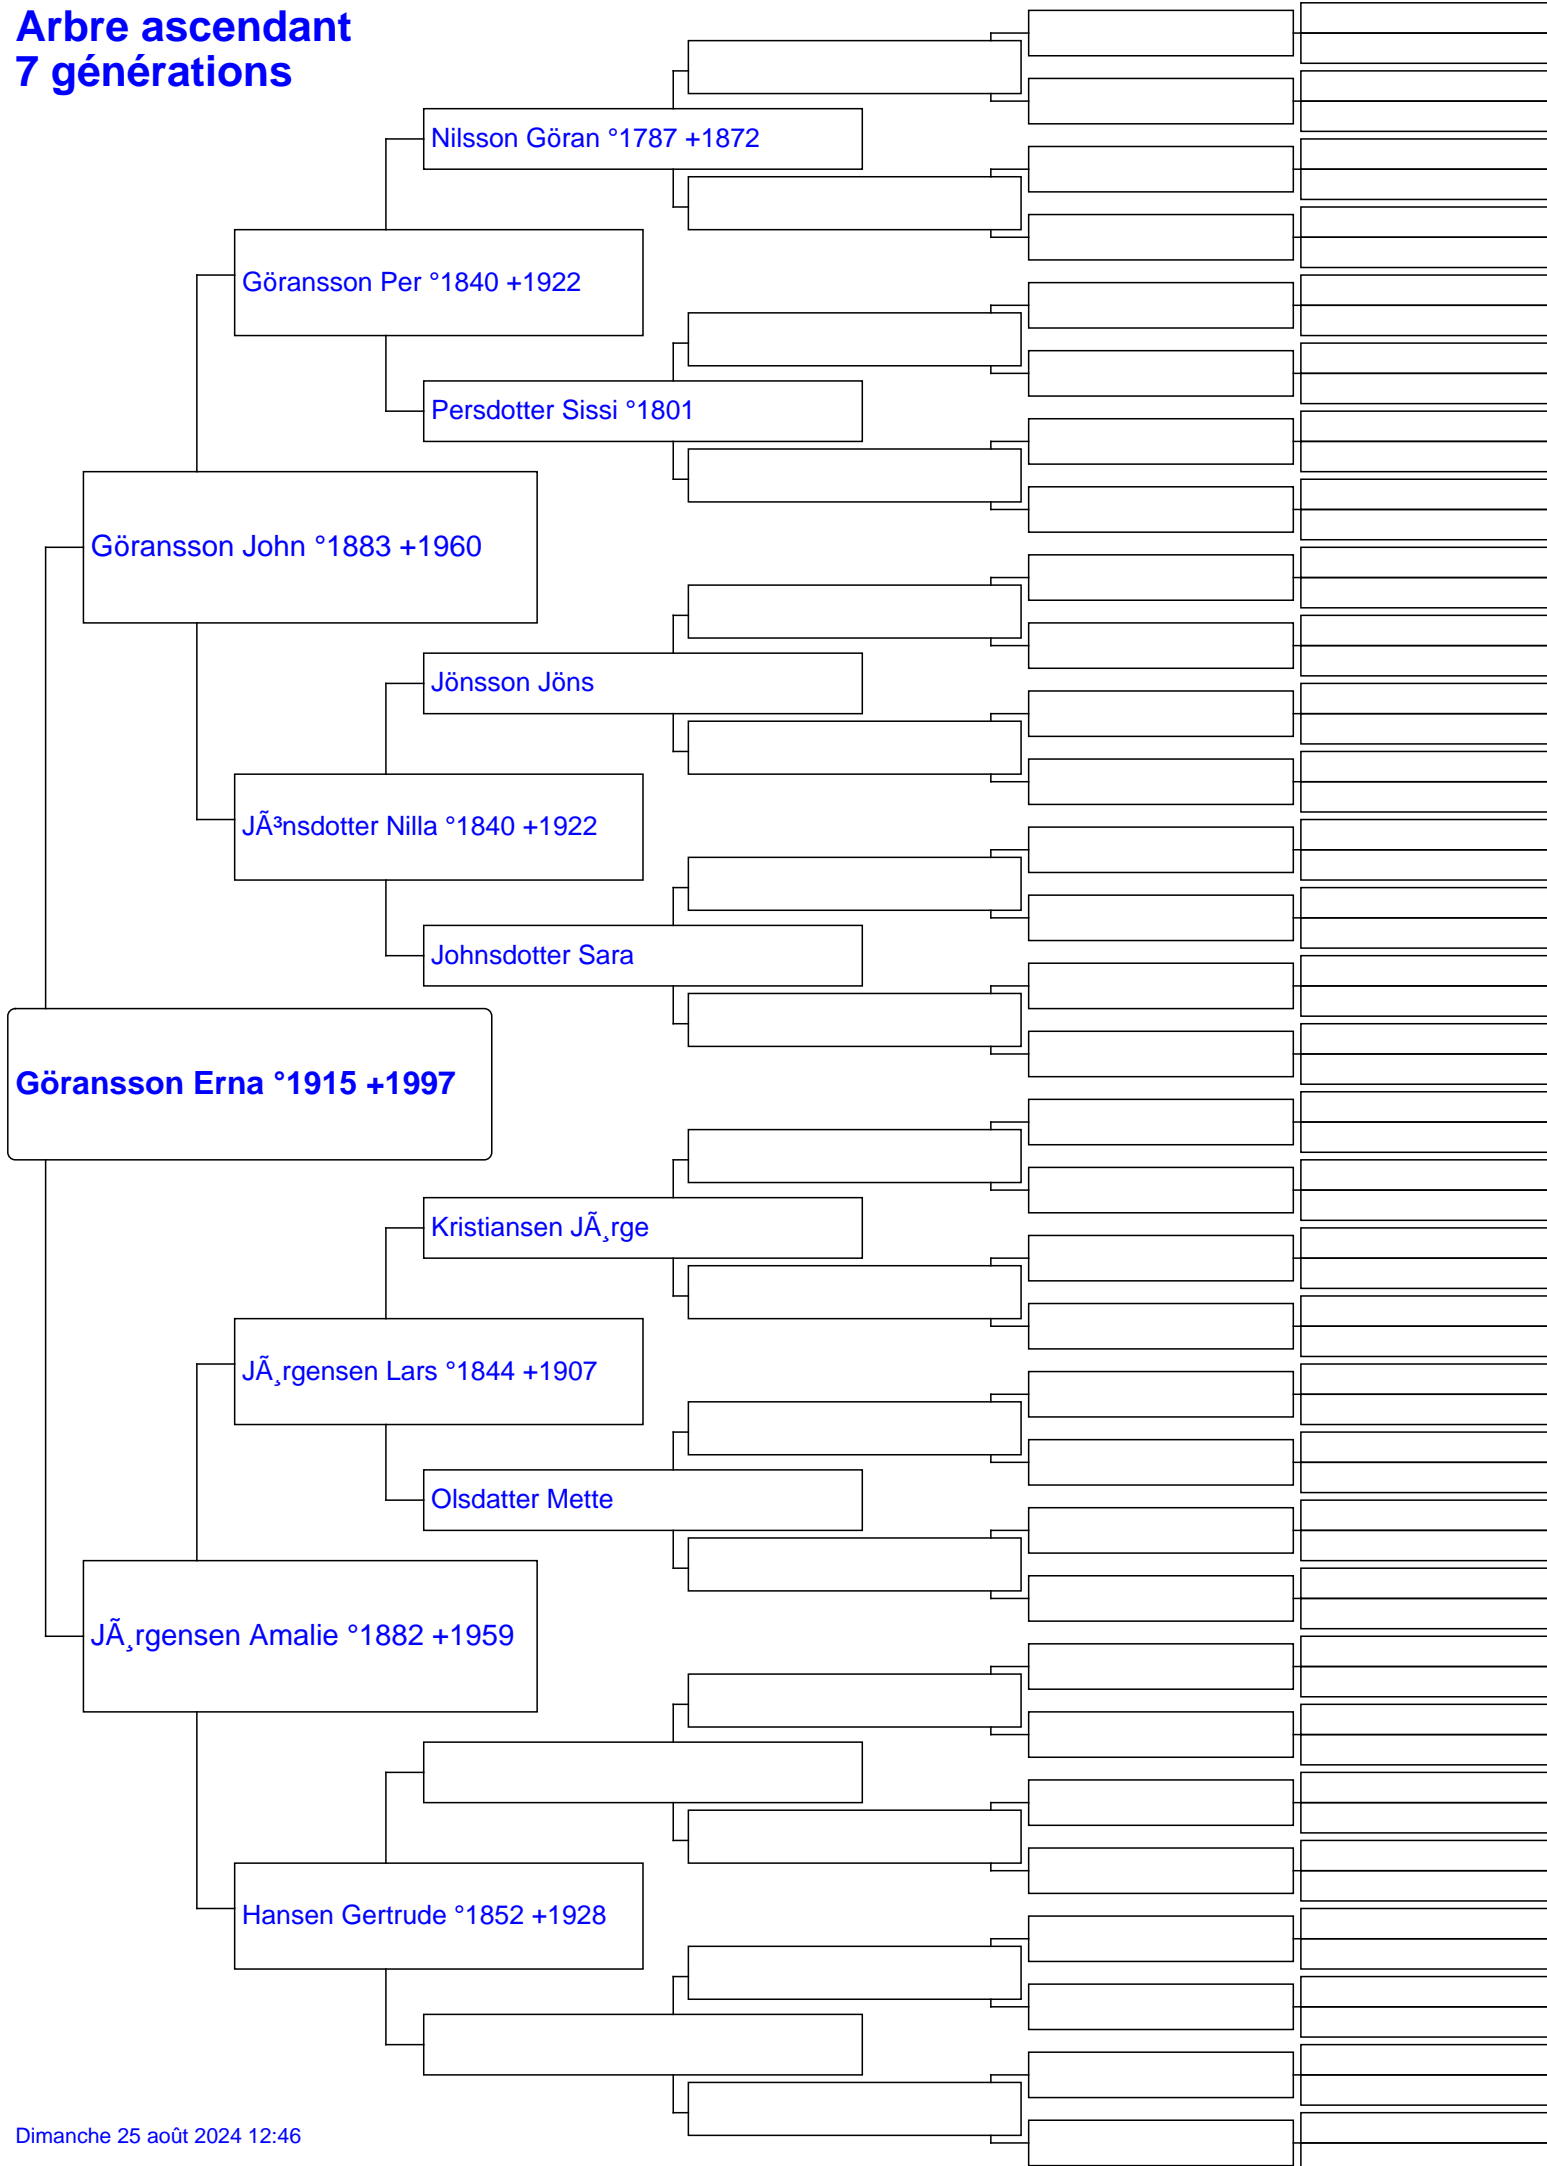 Arbre ascendant
7 générations
Nilsson Göran °1787 +1872
Göransson Per °1840 +1922
Persdotter Sissi °1801
Göransson John °1883 +1960
Jönsson Jöns
JÃ³nsdotter Nilla °1840 +1922
Johnsdotter Sara
Göransson Erna °1915 +1997
Kristiansen JÃ¸rge
JÃ¸rgensen Lars °1844 +1907
Olsdatter Mette
JÃ¸rgensen Amalie °1882 +1959
Hansen Gertrude °1852 +1928
Dimanche 25 août 2024 12:46